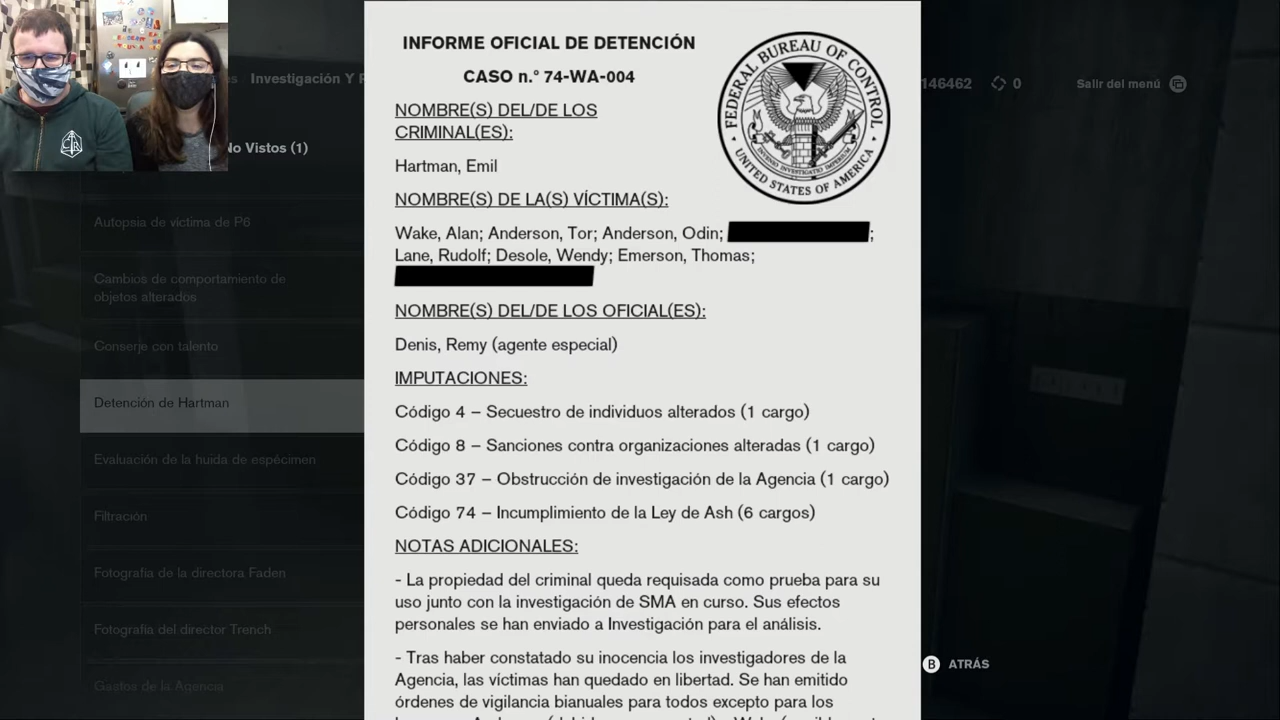 INFORME OFICIAL DE DETENCIÓN
CASO n.° 74-WA-004
FEDERAL BUREAU OF CONTROL
UNITED STATES OF AMERICA
NOMBRE(S) DEL/DE LOS
CRIMINAL(ES):
Hartman, Emil
NOMBRE(S) DE LA(S) VÍCTIMA(S):
Wake, Alan; Anderson, Tor; Anderson, Odin; ;
Lane, Rudolf; Desole, Wendy; Emerson, Thomas;
NOMBRE(S) DEL/DE LOS OFICIAL(ES):
Denis, Remy (agente especial)
IMPUTACIONES:
Código 4 – Secuestro de individuos alterados (1 cargo)
Código 8 – Sanciones contra organizaciones alteradas (1 cargo)
Código 37 – Obstrucción de investigación de la Agencia (1 cargo)
Código 74 – Incumplimiento de la Ley de Ash (6 cargos)
NOTAS ADICIONALES:
- La propiedad del criminal queda requisada como prueba para su
uso junto con la investigación de SMA en curso. Sus efectos
personales se han enviado a Investigación para el análisis.
- Tras haber constatado su inocencia los investigadores de la
Agencia, las víctimas han quedado en libertad. Se han emitido
órdenes de vigilancia bianuales para todos excepto para los
Investigación Y
No Vistos (1)
Autopsia de víctima de P6
Cambios de comportamiento de
objetos alterados
Conserje con talento
Detención de Hartman
Evaluación de la huida de espécimen
Filtración
Fotografía de la directora Faden
Fotografía del director Trench
Gastos de la Agencia
146462
0
Salir del menú
B ATRÁS